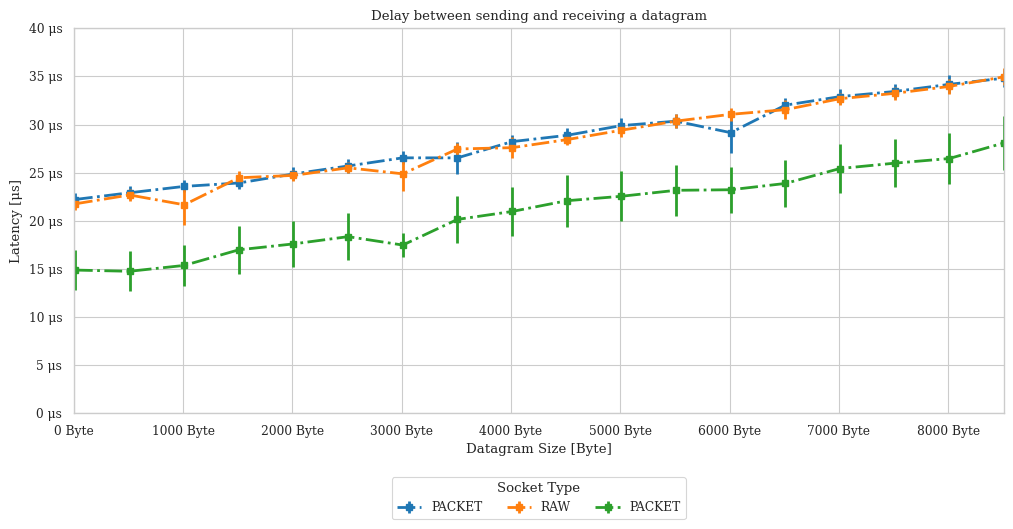 Delay between sending and receiving a datagram
40 μs
35 μs
30 μs
25 μs
20 μs
15 μs
10 μs
5 μs
0 μs
Latency [μs]
0 Byte 1000 Byte 2000 Byte 3000 Byte 4000 Byte 5000 Byte 6000 Byte 7000 Byte 8000 Byte
Datagram Size [Byte]
Socket Type
PACKET RAW PACKET